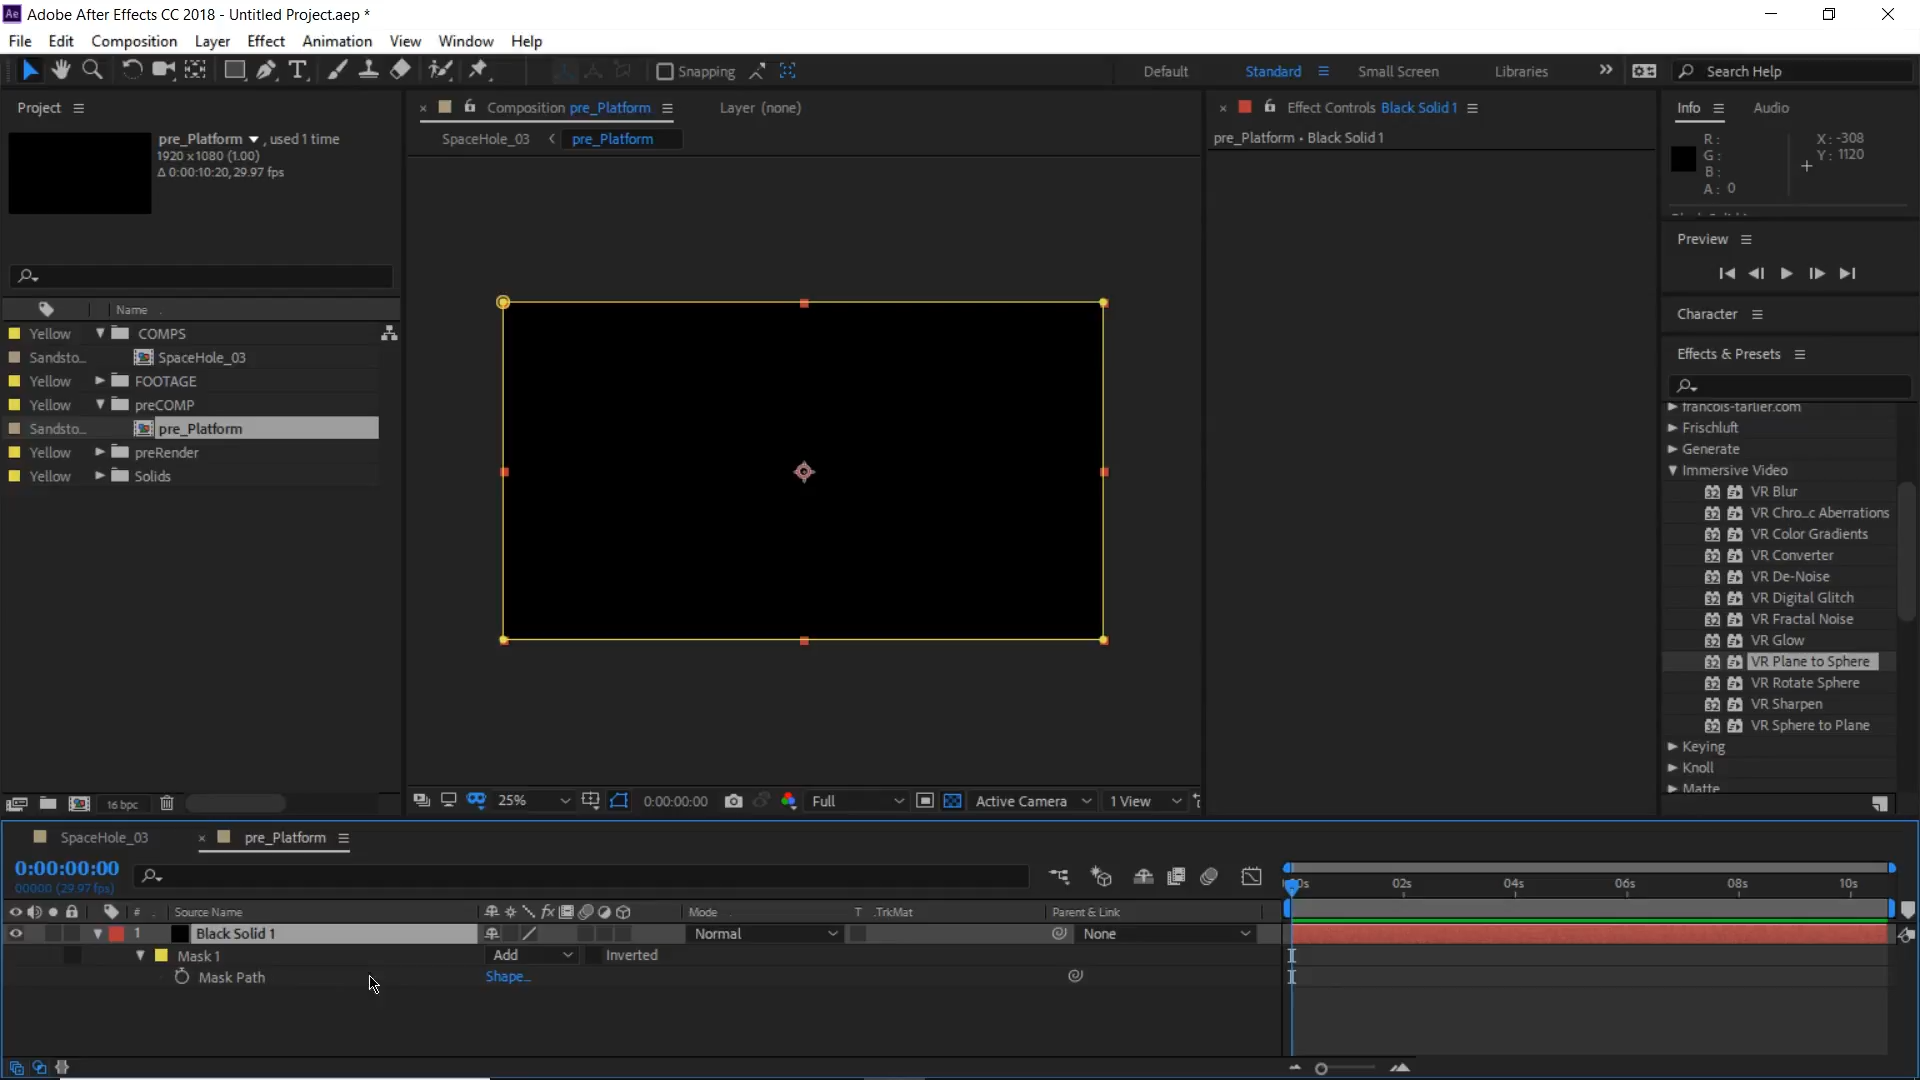 Adobe After Effects CC 2018 - Untitled Project.aep *
File Edit Composition Layer Effect Animation View Window Help
Snapping
Default Standard Small Screen Libraries Search Help
Project
Composition pre_Platform
Layer (none)
Effect Controls Black Solid 1
Info Audio
pre_Platform , used 1 time
1920 x 1080 (1.00)
Δ 0:00:10:20, 29.97 fps
SpaceHole_03 pre_Platform
pre_Platform • Black Solid 1
R :
G :
B :
A : 0
X : -308
Y : 1120
Preview
Name
Character
Yellow COMPS
Sandsto... SpaceHole_03
Yellow FOOTAGE
Yellow preCOMP
Sandsto... pre_Platform
Yellow preRender
Yellow Solids
Effects & Presets
francois-tarlier.com
Frischluft
Generate
Immersive Video
VR Blur
VR Chro...c Aberrations
VR Color Gradients
VR Converter
VR De-Noise
VR Digital Glitch
VR Fractal Noise
VR Glow
VR Plane to Sphere
VR Rotate Sphere
VR Sharpen
VR Sphere to Plane
Keying
Knoll
Matte
16 bpc
25% 0:00:00:00 Full Active Camera 1 View
SpaceHole_03 pre_Platform
0:00:00:00
00000 (29.97 fps)
02s 04s 06s 08s 10s
# Source Name Mode T .TrkMat Parent & Link
1 Black Solid 1 Normal None
Mask 1 Add Inverted
Mask Path Shape...